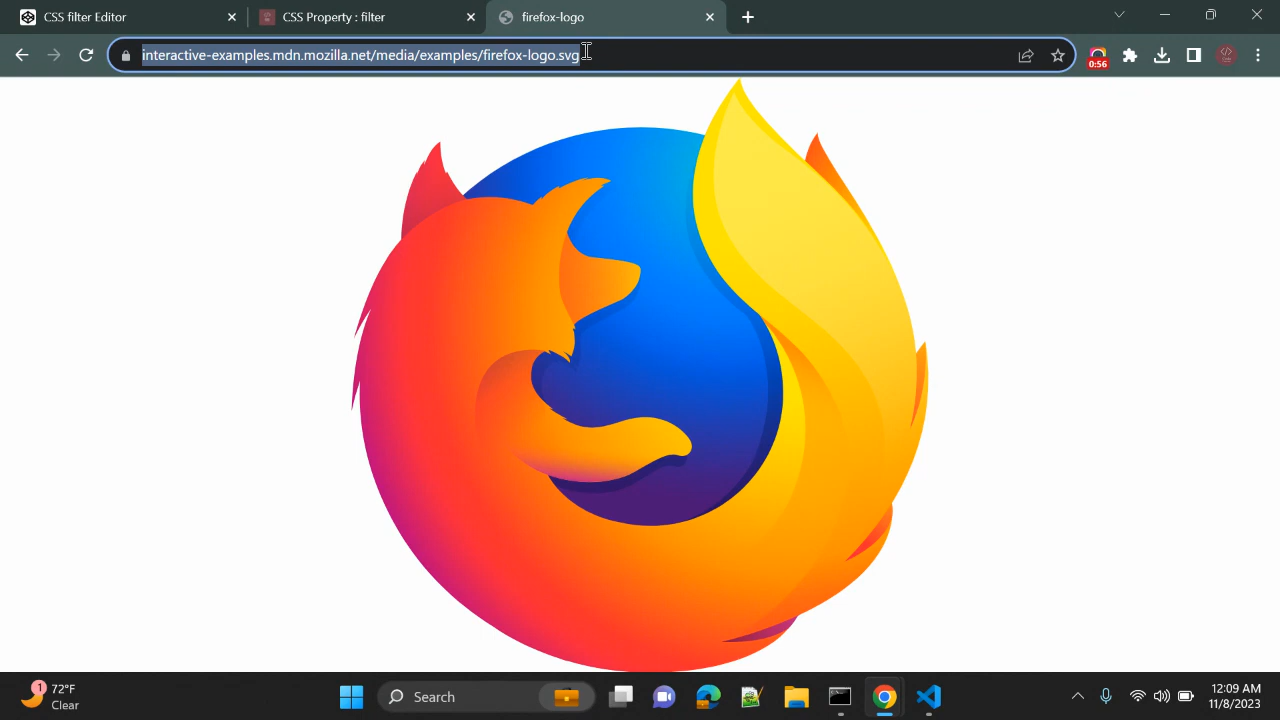 CSS filter Editor
CSS Property : filter
firefox-logo
interactive-examples.mdn.mozilla.net/media/examples/firefox-logo.svg
0:56
1
72°F
Clear
Search
12:09 AM
11/8/2023